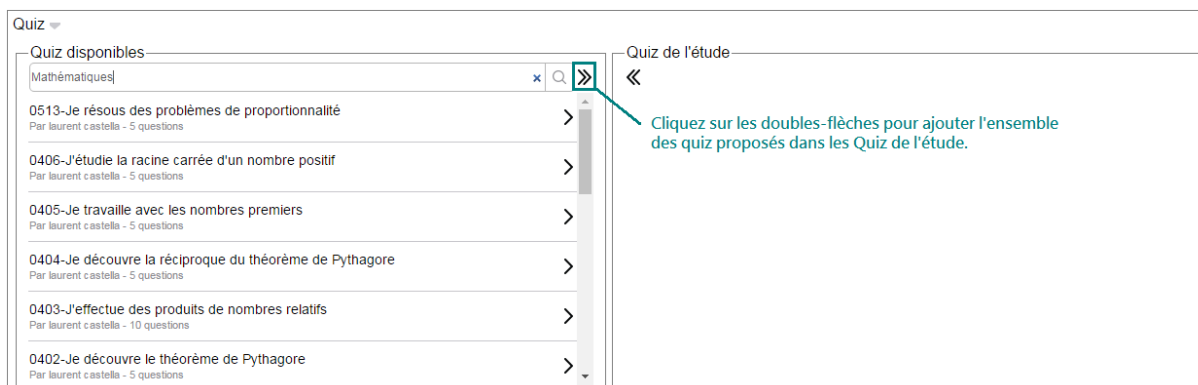 Quiz
Quiz disponibles
Mathématiques
0513-Je résous des problèmes de proportionnalité
Par laurent castella - 5 questions
0406-J'étudie la racine carrée d'un nombre positif
Par laurent castella - 5 questions
0405-Je travaille avec les nombres premiers
Par laurent castella - 5 questions
0404-Je découvre la réciproque du théorème de Pythagore
Par laurent castella - 5 questions
0403-J'effectue des produits de nombres relatifs
Par laurent castella - 10 questions
0402-Je découvre le théorème de Pythagore
Par laurent castella - 5 questions
Quiz de l'étude
Cliquez sur les doubles-flèches pour ajouter l'ensemble
des quiz proposés dans les Quiz de l'étude.